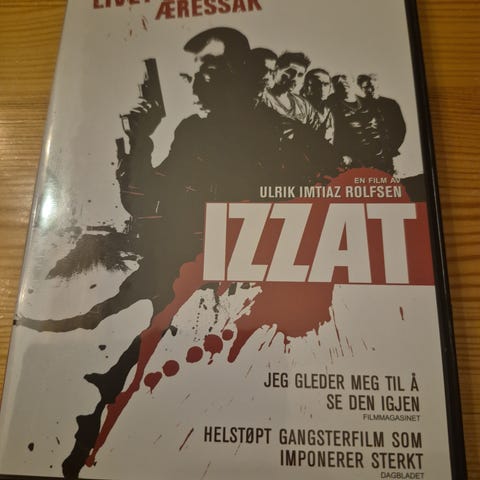 ÆRESSAK
EN FILM AV
ULRIK IMTIAZ ROLFSEN
IZZAT
JEG GLEDER MEG TIL Å
SE DEN IGJEN
FILMMAGASINET
HELSTØPT GANGSTERFILM SOM
IMPONERER STERKT
DAGBLADET